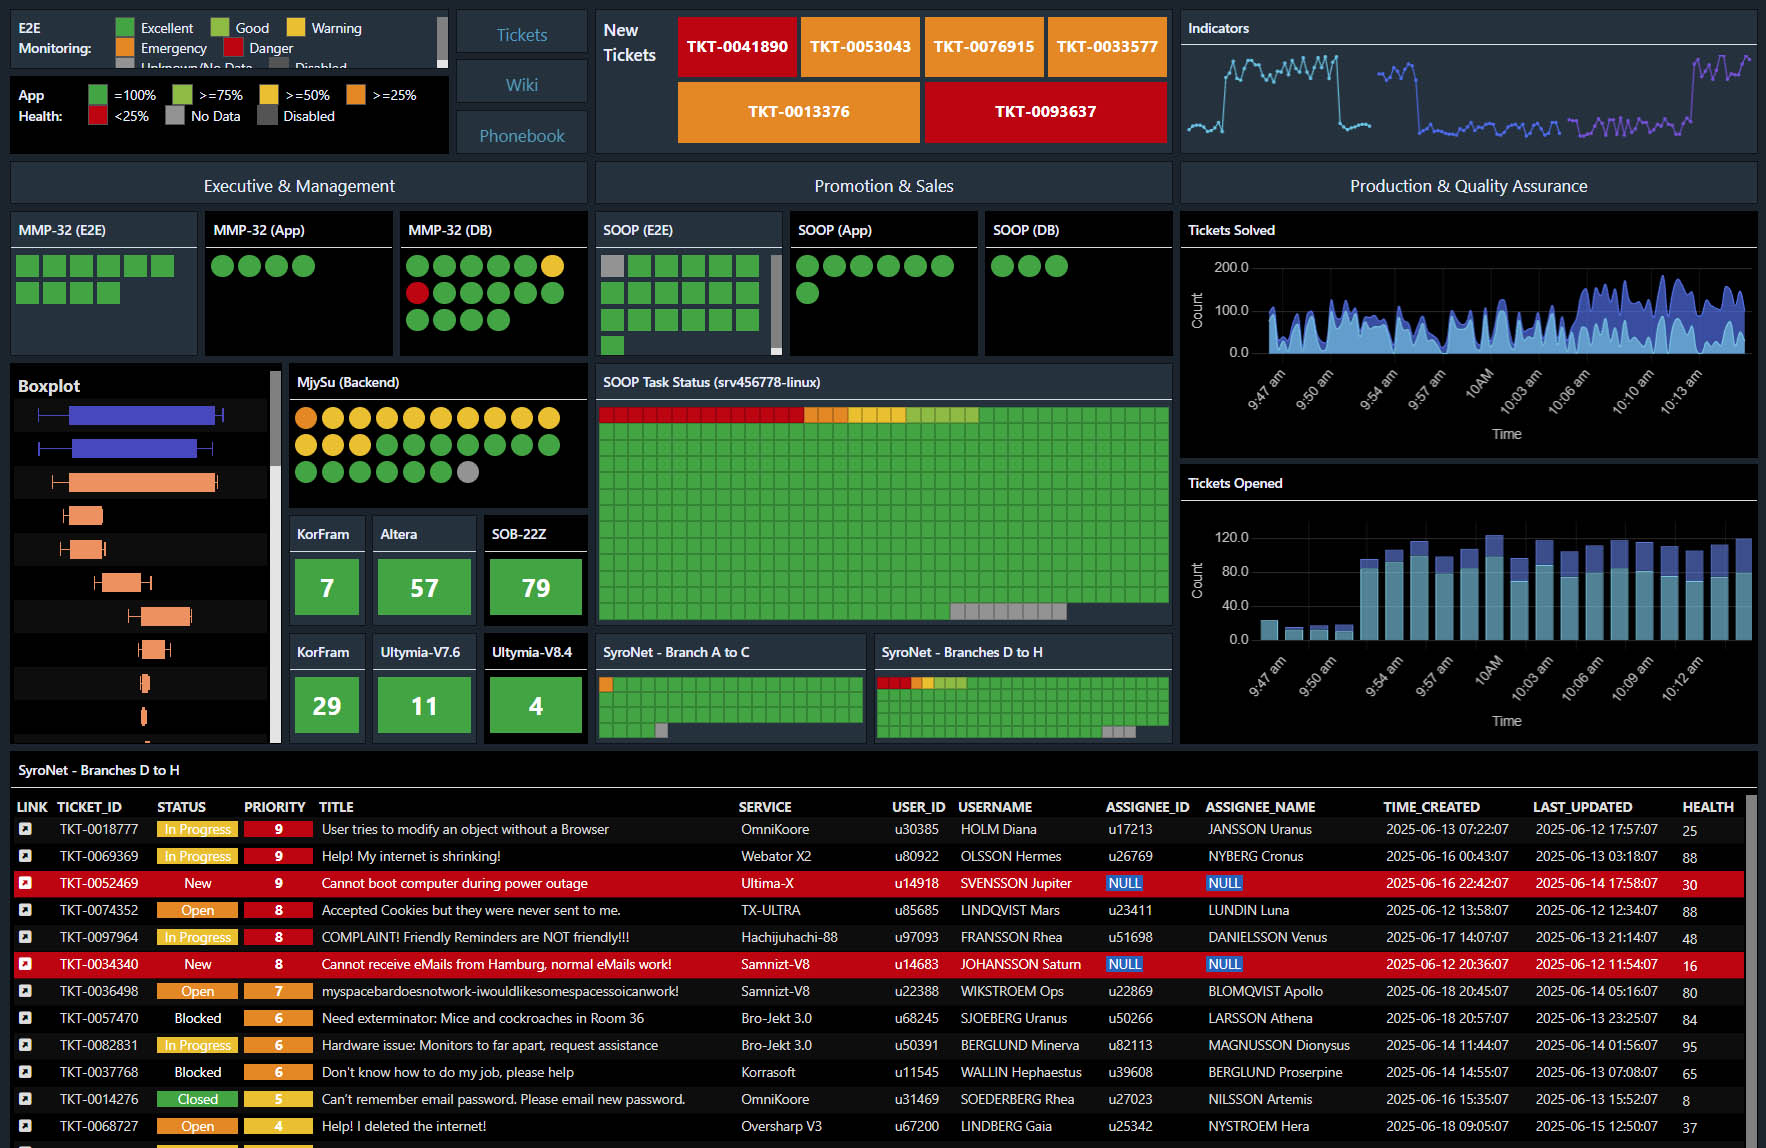 E2E Monitoring:
Excellent Good Warning
Emergency Danger
Unknown/No Data Disabled
App Health:
=100% >=75% >=50% >=25%
<25% No Data Disabled
Tickets
Wiki
Phonebook
New Tickets
TKT-0041890 TKT-0053043 TKT-0076915 TKT-0033577
TKT-0013376 TKT-0093637
Indicators
Executive & Management
Promotion & Sales
Production & Quality Assurance
MMP-32 (E2E)
MMP-32 (App)
MMP-32 (DB)
SOOP (E2E)
SOOP (App)
SOOP (DB)
Tickets Solved
200.0
100.0
0.0
Count
9:47 am 9:50 am 9:54 am 9:57 am 10AM 10:03 am 10:06 am 10:10 am 10:13 am
Time
Boxplot
MjySu (Backend)
SOOP Task Status (srv456778-linux)
Tickets Opened
120.0
80.0
40.0
0.0
Count
9:47 am 9:50 am 9:54 am 9:57 am 10AM 10:03 am 10:06 am 10:09 am 10:12 am
Time
KorFram
7
Altera
57
SOB-22Z
79
KorFram
29
Ultymia-V7.6
11
Ultymia-V8.4
4
SyroNet - Branch A to C
SyroNet - Branches D to H
SyroNet - Branches D to H
LINK TICKET_ID STATUS PRIORITY TITLE SERVICE USER_ID USERNAME ASSIGNEE_ID ASSIGNEE_NAME TIME_CREATED LAST_UPDATED HEALTH
TKT-0018777 In Progress 9 User tries to modify an object without a Browser OmniKoore u30385 HOLM Diana u17213 JANSSON Uranus 2025-06-13 07:22:07 2025-06-12 17:57:07 25
TKT-0069369 In Progress 9 Help! My internet is shrinking! Webator X2 u80922 OLSSON Hermes u26769 NYBERG Cronus 2025-06-16 00:43:07 2025-06-13 03:18:07 88
TKT-0052469 New 9 Cannot boot computer during power outage Ultima-X u14918 SVENSSON Jupiter NULL NULL 2025-06-16 22:42:07 2025-06-14 17:58:07 30
TKT-0074352 Open 8 Accepted Cookies but they were never sent to me. TX-ULTRA u85685 LINDQVIST Mars u23411 LUNDIN Luna 2025-06-12 13:58:07 2025-06-12 12:34:07 88
TKT-0097964 In Progress 8 COMPLAINT! Friendly Reminders are NOT friendly!!! Hachijuhachi-88 u97093 FRANSSON Rhea u51698 DANIELSSON Venus 2025-06-17 14:07:07 2025-06-13 21:14:07 48
TKT-0034340 New 8 Cannot receive eMails from Hamburg, normal eMails work! Samnizt-V8 u14683 JOHANSSON Saturn NULL NULL 2025-06-12 20:36:07 2025-06-12 11:54:07 16
TKT-0036498 Open 7 myspacebardoesnotwork-iwouldlikesomespacessoicanwork! Samnizt-V8 u22388 WIKSTROEM Ops u22869 BLOMQVIST Apollo 2025-06-18 20:45:07 2025-06-14 05:16:07 80
TKT-0057470 Blocked 6 Need exterminator: Mice and cockroaches in Room 36 Bro-Jekt 3.0 u68245 SJOEBERG Uranus u50266 LARSSON Athena 2025-06-18 20:57:07 2025-06-13 23:25:07 84
TKT-0082831 In Progress 6 Hardware issue: Monitors to far apart, request assistance Bro-Jekt 3.0 u50391 BERGLUND Minerva u82113 MAGNUSSON Dionysus 2025-06-14 11:44:07 2025-06-14 01:56:07 95
TKT-0037768 Blocked 6 Don't know how to do my job, please help Korrasoft u11545 WALLIN Hephaestus u39608 BERGLUND Proserpine 2025-06-14 14:55:07 2025-06-13 07:08:07 65
TKT-0014276 Closed 5 Can't remember email password. Please email new password. OmniKoore u31469 SOEDERBERG Rhea u27023 NILSSON Artemis 2025-06-16 15:35:07 2025-06-13 15:52:07 8
TKT-0068727 Open 4 Help! I deleted the internet! Oversharp V3 u67200 LINDBERG Gaia u25342 NYSTROEM Hera 2025-06-18 09:05:07 2025-06-15 12:50:07 37